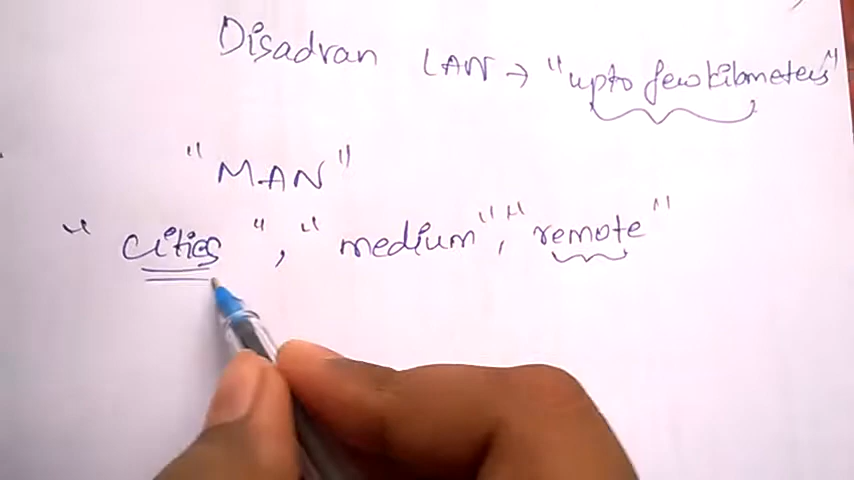 Disadvan LAN → "upto few kilometers"
"MAN"
"cities", "medium", "remote"